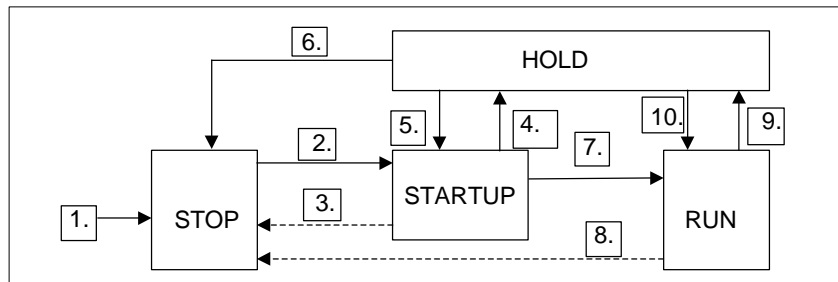 6.
HOLD
5.
4.
10.
9.
2.
7.
1.
STOP
3.
STARTUP
RUN
8.